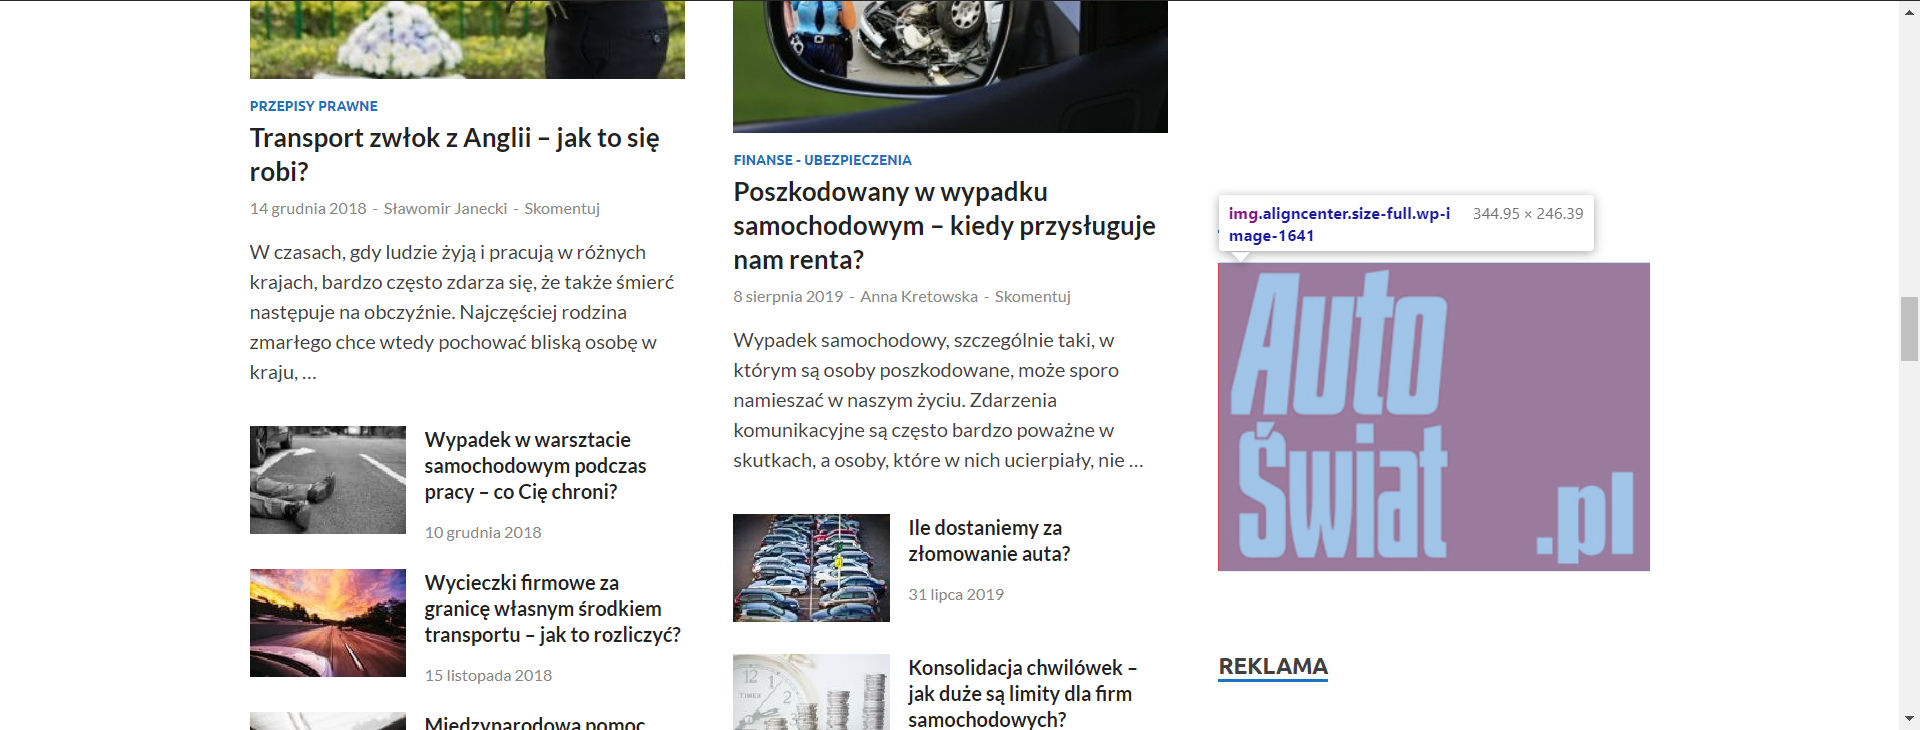 PRZEPISY PRAWNE
Transport zwłok z Anglii – jak to się
robi?
14 grudnia 2018 - Sławomir Janecki - Skomentuj
W czasach, gdy ludzie żyją i pracują w różnych
krajach, bardzo często zdarza się, że także śmierć
następuje na obczyźnie. Najczęściej rodzina
zmarłego chce wtedy pochować bliską osobę w
kraju, …
Wypadek w warsztacie
samochodowym podczas
pracy – co Cię chroni?
10 grudnia 2018
Wycieczki firmowe za
granicę własnym środkiem
transportu – jak to rozliczyć?
15 listopada 2018
Międzynarodowa pomoc
FINANSE - UBEZPIECZENIA
Poszkodowany w wypadku
samochodowym – kiedy przysługuje
nam renta?
8 sierpnia 2019 - Anna Kretowska - Skomentuj
Wypadek samochodowy, szczególnie taki, w
którym są osoby poszkodowane, może sporo
namieszać w naszym życiu. Zdarzenia
komunikacyjne są często bardzo poważne w
skutkach, a osoby, które w nich ucierpiały, nie …
Ile dostaniemy za
złomowanie auta?
31 lipca 2019
Konsolidacja chwilówek –
jak duże są limity dla firm
samochodowych?
img.aligncenter.size-full.wp-i
mage-1641
344.95 × 246.39
Auto
Świat
.pl
REKLAMA